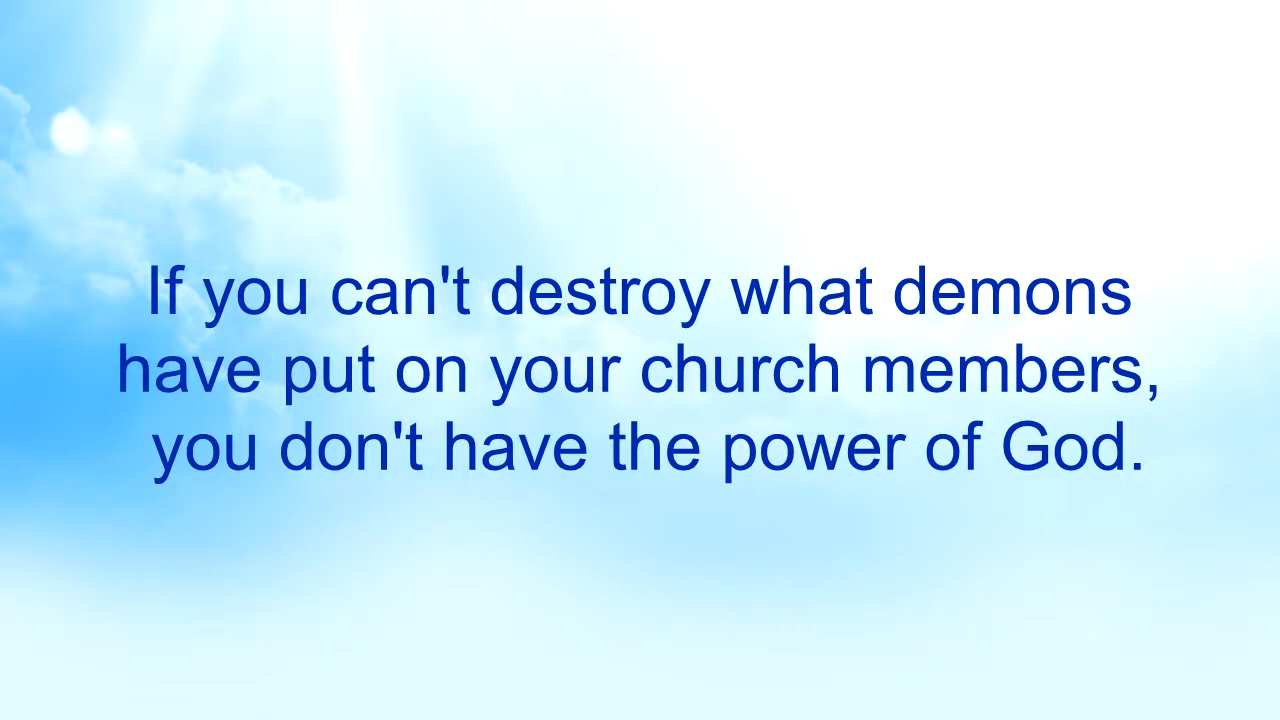 If you can't destroy what demons
have put on your church members,
you don't have the power of God.